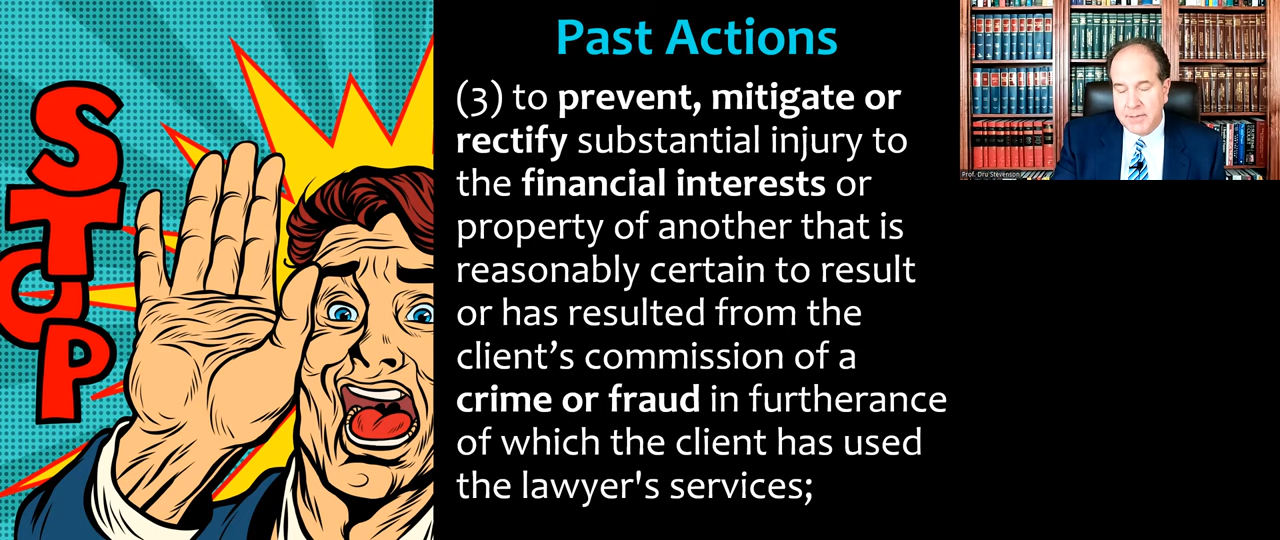 STOP
Past Actions
(3) to prevent, mitigate or
rectify substantial injury to
the financial interests or
property of another that is
reasonably certain to result
or has resulted from the
client’s commission of a
crime or fraud in furtherance
of which the client has used
the lawyer's services;
Prof. Dru Stevenson